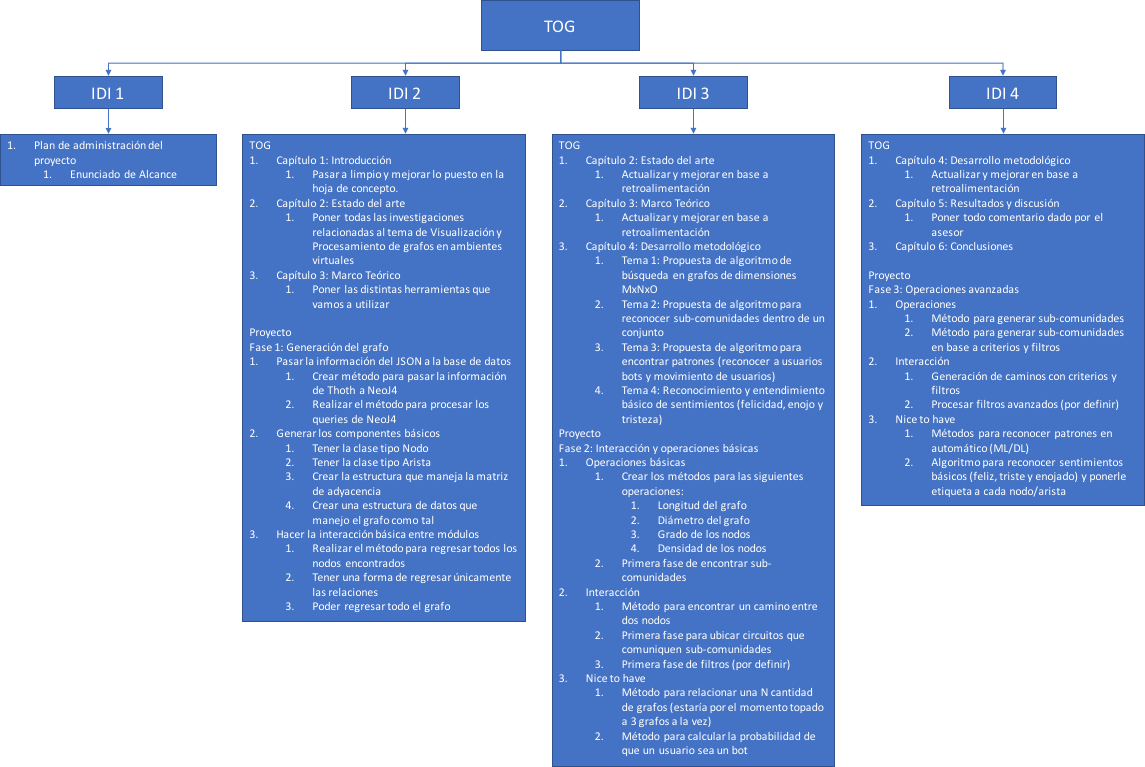 TOG
IDI 1
IDI 2
IDI 3
IDI 4
1. Plan de administración del
proyecto
1. Enunciado de Alcance
TOG
1. Capítulo 1: Introducción
1. Pasar a limpio y mejorar lo puesto en la
hoja de concepto.
2. Capítulo 2: Estado del arte
1. Poner todas las investigaciones
relacionadas al tema de Visualización y
Procesamiento de grafos en ambientes
virtuales
3. Capítulo 3: Marco Teórico
1. Poner las distintas herramientas que
vamos a utilizar
Proyecto
Fase 1: Generación del grafo
1. Pasar la información del JSON a la base de datos
1. Crear método para pasar la información
de Thoth a NeoJ4
2. Realizar el método para procesar los
queries de NeoJ4
2. Generar los componentes básicos
1. Tener la clase tipo Nodo
2. Tener la clase tipo Arista
3. Crear la estructura que maneja la matriz
de adyacencia
4. Crear una estructura de datos que
manejo el grafo como tal
3. Hacer la interacción básica entre módulos
1. Realizar el método para regresar todos los
nodos encontrados
2. Tener una forma de regresar únicamente
las relaciones
3. Poder regresar todo el grafo
TOG
1. Capítulo 2: Estado del arte
1. Actualizar y mejorar en base a
retroalimentación
2. Capítulo 3: Marco Teórico
1. Actualizar y mejorar en base a
retroalimentación
3. Capítulo 4: Desarrollo metodológico
1. Tema 1: Propuesta de algoritmo de
búsqueda en grafos de dimensiones
MxNxO
2. Tema 2: Propuesta de algoritmo para
reconocer sub-comunidades dentro de un
conjunto
3. Tema 3: Propuesta de algoritmo para
encontrar patrones (reconocer a usuarios
bots y movimiento de usuarios)
4. Tema 4: Reconocimiento y entendimiento
básico de sentimientos (felicidad, enojo y
tristeza)
Proyecto
Fase 2: Interacción y operaciones básicas
1. Operaciones básicas
1. Crear los métodos para las siguientes
operaciones:
1. Longitud del grafo
2. Diámetro del grafo
3. Grado de los nodos
4. Densidad de los nodos
2. Primera fase de encontrar sub-
comunidades
2. Interacción
1. Método para encontrar un camino entre
dos nodos
2. Primera fase para ubicar circuitos que
comuniquen sub-comunidades
3. Primera fase de filtros (por definir)
3. Nice to have
1. Método para relacionar una N cantidad
de grafos (estaría por el momento topado
a 3 grafos a la vez)
2. Método para calcular la probabilidad de
que un usuario sea un bot
TOG
1. Capítulo 4: Desarrollo metodológico
1. Actualizar y mejorar en base a
retroalimentación
2. Capítulo 5: Resultados y discusión
1. Poner todo comentario dado por el
asesor
3. Capítulo 6: Conclusiones
Proyecto
Fase 3: Operaciones avanzadas
1. Operaciones
1. Método para generar sub-comunidades
2. Método para generar sub-comunidades
en base a criterios y filtros
2. Interacción
1. Generación de caminos con criterios y
filtros
2. Procesar filtros avanzados (por definir)
3. Nice to have
1. Métodos para reconocer patrones en
automático (ML/DL)
2. Algoritmo para reconocer sentimientos
básicos (feliz, triste y enojado) y ponerle
etiqueta a cada nodo/arista